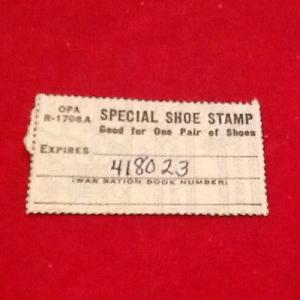 OPA
R-1706A
SPECIAL SHOE STAMP
Good for One Pair of Shoes
EXPIRES
418023
(WAR RATION BOOK NUMBER)